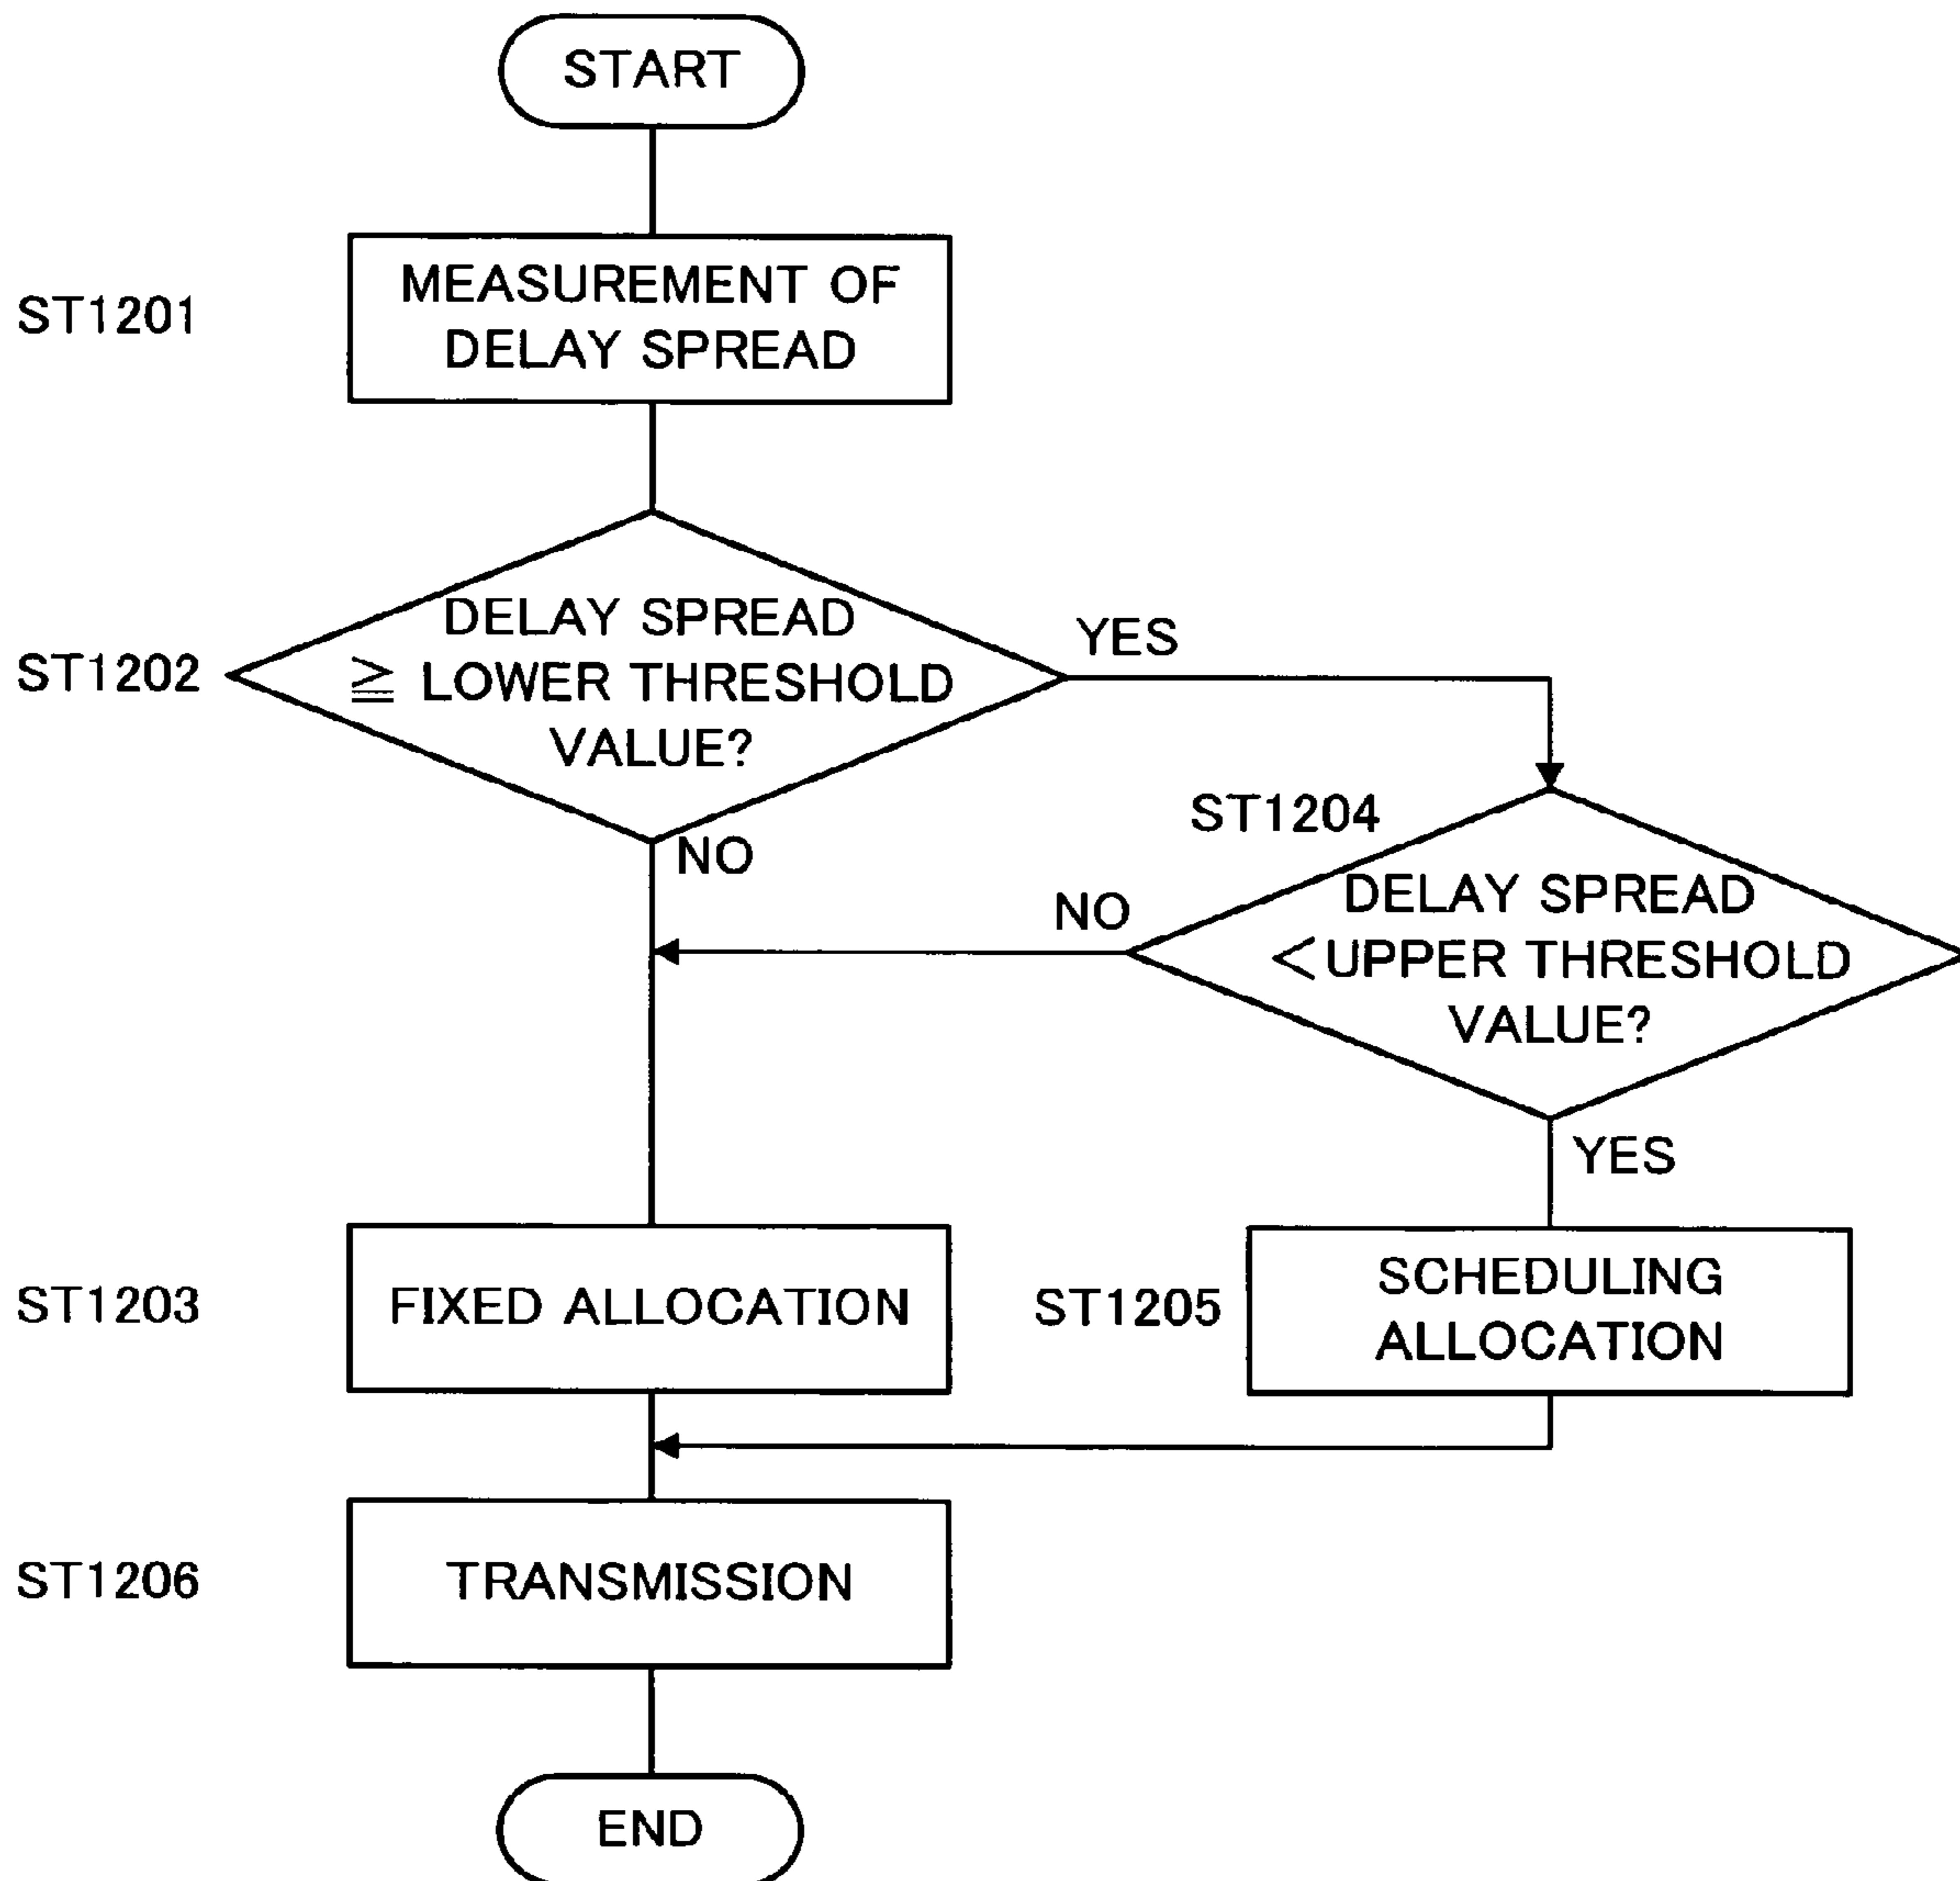 START
ST1201
MEASUREMENT OF
DELAY SPREAD
ST1202
DELAY SPREAD
≧ LOWER THRESHOLD
VALUE?
YES
NO
ST1204
DELAY SPREAD
<UPPER THRESHOLD
VALUE?
NO
YES
ST1203
FIXED ALLOCATION
ST1205
SCHEDULING
ALLOCATION
ST1206
TRANSMISSION
END